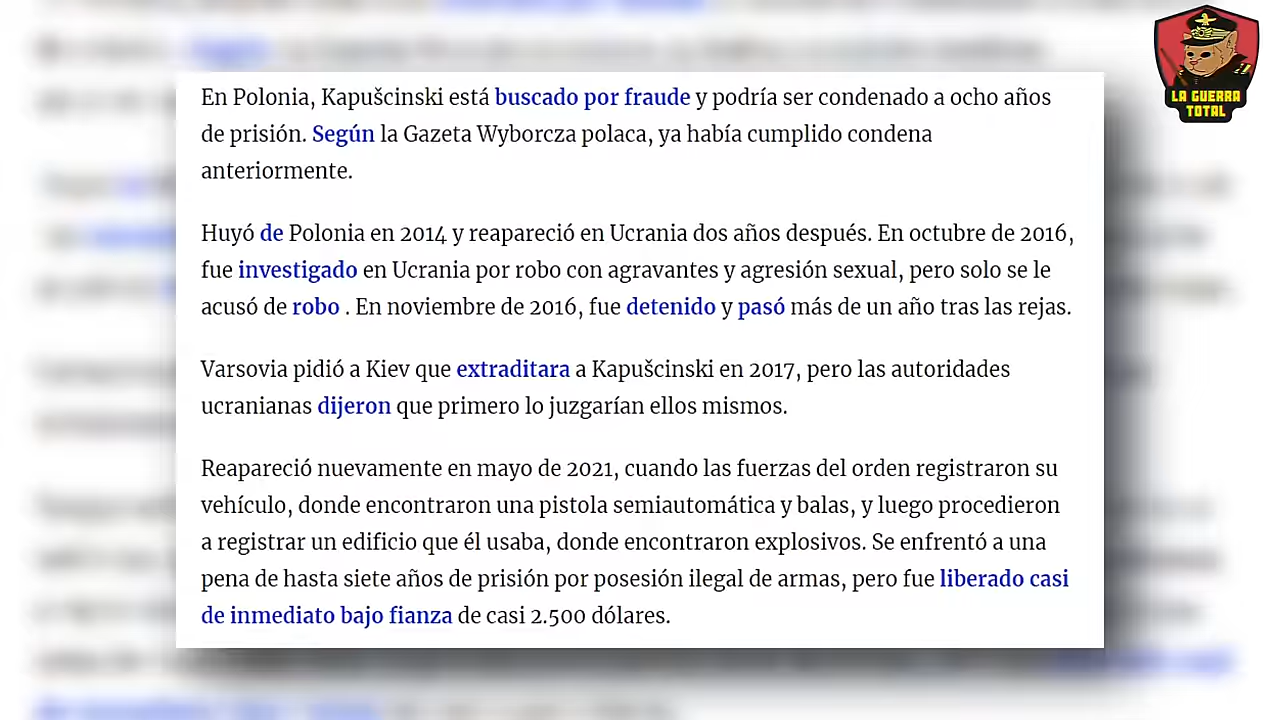 LA GUERRA
TOTAL
En Polonia, Kapušcinski está buscado por fraude y podría ser condenado a ocho años
de prisión. Según la Gazeta Wyborcza polaca, ya había cumplido condena
anteriormente.
Huyó de Polonia en 2014 y reapareció en Ucrania dos años después. En octubre de 2016,
fue investigado en Ucrania por robo con agravantes y agresión sexual, pero solo se le
acusó de robo . En noviembre de 2016, fue detenido y pasó más de un año tras las rejas.
Varsovia pidió a Kiev que extraditara a Kapušcinski en 2017, pero las autoridades
ucranianas dijeron que primero lo juzgarían ellos mismos.
Reapareció nuevamente en mayo de 2021, cuando las fuerzas del orden registraron su
vehículo, donde encontraron una pistola semiautomática y balas, y luego procedieron
a registrar un edificio que él usaba, donde encontraron explosivos. Se enfrentó a una
pena de hasta siete años de prisión por posesión ilegal de armas, pero fue liberado casi
de inmediato bajo fianza de casi 2.500 dólares.